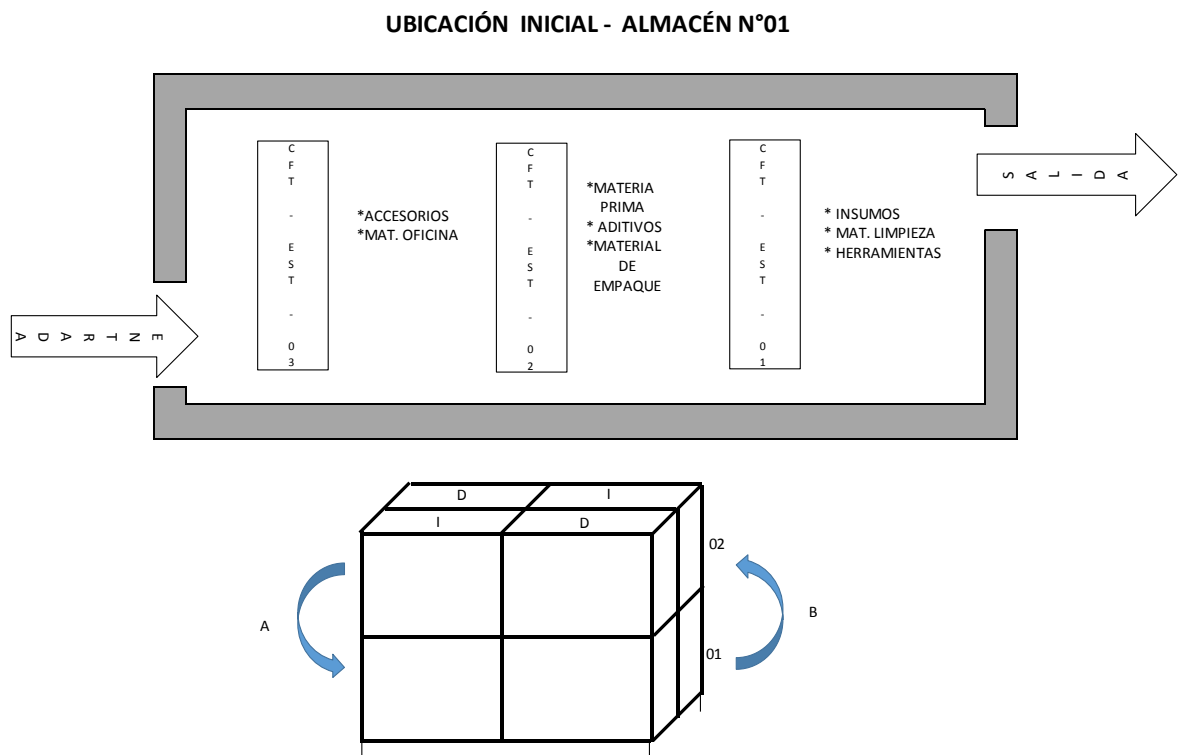 UBICACIÓN INICIAL - ALMACÉN N°01
CFT - EST - 03
*ACCESORIOS
*MAT. OFICINA
CFT - EST - 02
*MATERIA
PRIMA
* ADITIVOS
*MATERIAL
DE
EMPAQUE
CFT - EST - 01
* INSUMOS
* MAT. LIMPIEZA
* HERRAMIENTAS
SALIDA
ENTRADA
D
I
I
D
02
A
B
01